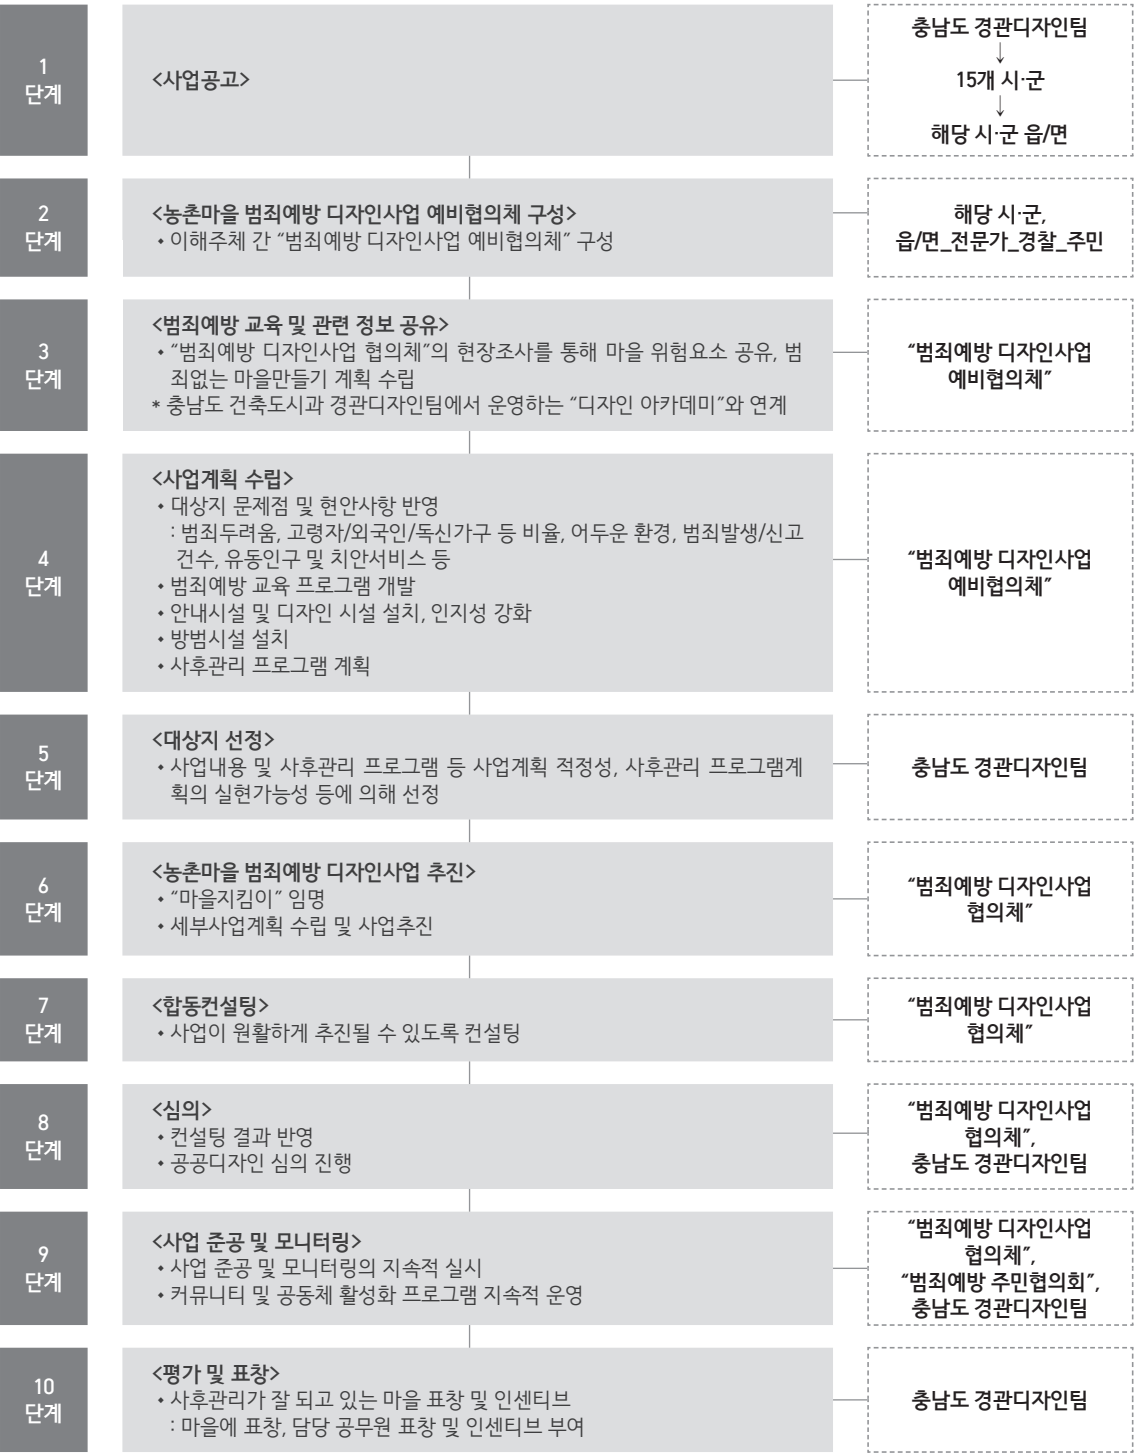 1
단계
<사업공고>
충남도 경관디자인팀
↓
15개 시·군
↓
해당 시·군 읍/면
2
단계
<농촌마을 범죄예방 디자인사업 예비협의체 구성>
• 이해주체 간 “범죄예방 디자인사업 예비협의체” 구성
해당 시·군,
읍/면_전문가_경찰_주민
3
단계
<범죄예방 교육 및 관련 정보 공유>
• “범죄예방 디자인사업 협의체”의 현장조사를 통해 마을 위험요소 공유, 범
죄없는 마을만들기 계획 수립
* 충남도 건축도시과 경관디자인팀에서 운영하는 “디자인 아카데미”와 연계
“범죄예방 디자인사업
예비협의체”
4
단계
<사업계획 수립>
• 대상지 문제점 및 현안사항 반영
: 범죄두려움, 고령자/외국인/독신가구 등 비율, 어두운 환경, 범죄발생/신고
건수, 유동인구 및 치안서비스 등
• 범죄예방 교육 프로그램 개발
• 안내시설 및 디자인 시설 설치, 인지성 강화
• 방범시설 설치
• 사후관리 프로그램 계획
“범죄예방 디자인사업
예비협의체”
5
단계
<대상지 선정>
• 사업내용 및 사후관리 프로그램 등 사업계획 적정성, 사후관리 프로그램계
획의 실현가능성 등에 의해 선정
충남도 경관디자인팀
6
단계
<농촌마을 범죄예방 디자인사업 추진>
• “마을지킴이” 임명
• 세부사업계획 수립 및 사업추진
“범죄예방 디자인사업
협의체”
7
단계
<합동컨설팅>
• 사업이 원활하게 추진될 수 있도록 컨설팅
“범죄예방 디자인사업
협의체”
8
단계
<심의>
• 컨설팅 결과 반영
• 공공디자인 심의 진행
“범죄예방 디자인사업
협의체”,
충남도 경관디자인팀
9
단계
<사업 준공 및 모니터링>
• 사업 준공 및 모니터링의 지속적 실시
• 커뮤니티 및 공동체 활성화 프로그램 지속적 운영
“범죄예방 디자인사업
협의체”,
“범죄예방 주민협의회”,
충남도 경관디자인팀
10
단계
<평가 및 표창>
• 사후관리가 잘 되고 있는 마을 표창 및 인센티브
: 마을에 표창, 담당 공무원 표창 및 인센티브 부여
충남도 경관디자인팀